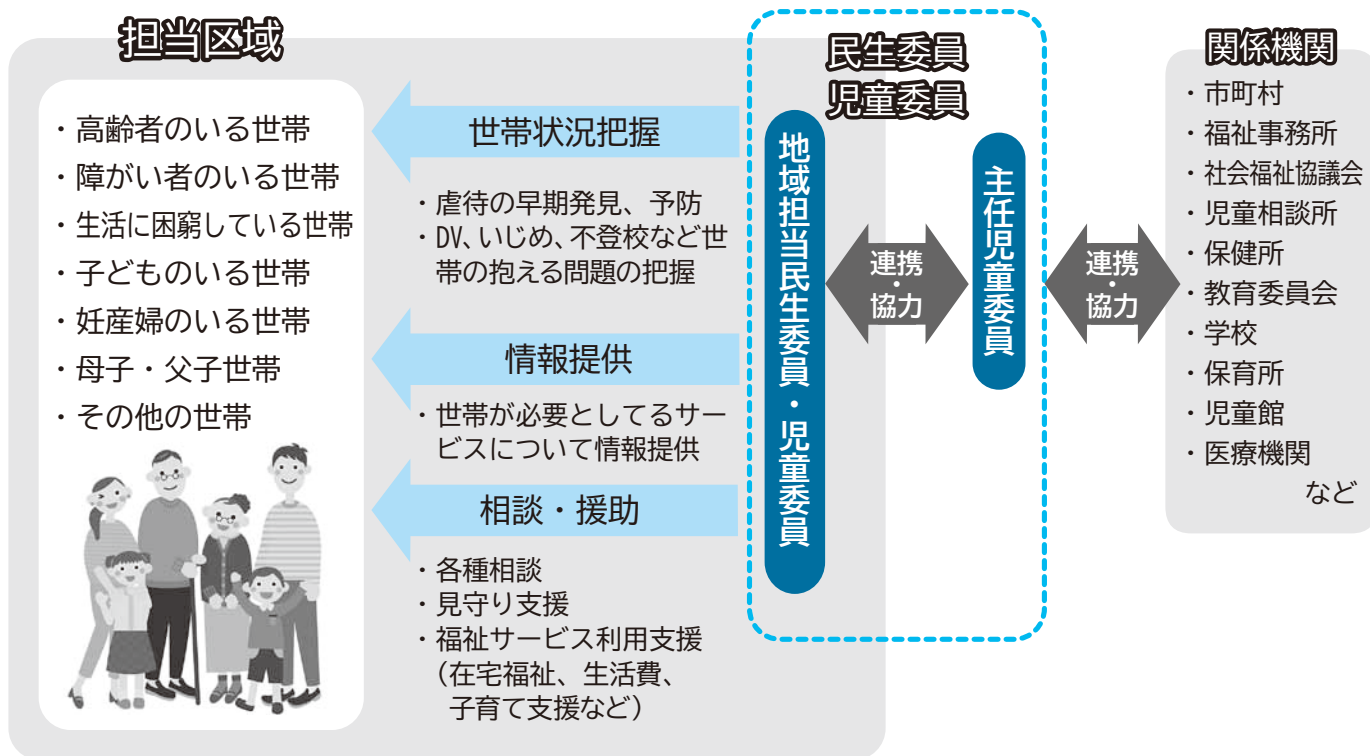 担当区域
・高齢者のいる世帯
・障がい者のいる世帯
・生活に困窮している世帯
・子どものいる世帯
・妊産婦のいる世帯
・母子・父子世帯
・その他の世帯
世帯状況把握
・虐待の早期発見、予防
・DV、いじめ、不登校など世
帯の抱える問題の把握
情報提供
・世帯が必要としてるサー
ビスについて情報提供
相談・援助
・各種相談
・見守り支援
・福祉サービス利用支援
（在宅福祉、生活費、
子育て支援など）
民生委員
児童委員
地域担当民生委員・児童委員
連携
・
協力
主任児童委員
連携
・
協力
関係機関
・市町村
・福祉事務所
・社会福祉協議会
・児童相談所
・保健所
・教育委員会
・学校
・保育所
・児童館
・医療機関
など